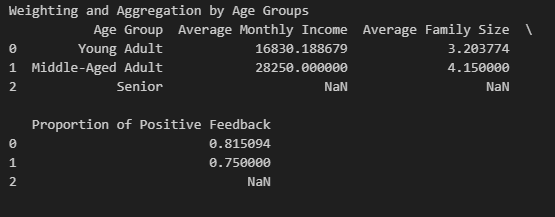 Weighting and Aggregation by Age Groups
Age Group Average Monthly Income Average Family Size \
0 Young Adult 16830.188679 3.203774
1 Middle-Aged Adult 28250.000000 4.150000
2 Senior NaN NaN
Proportion of Positive Feedback
0 0.815094
1 0.750000
2 NaN